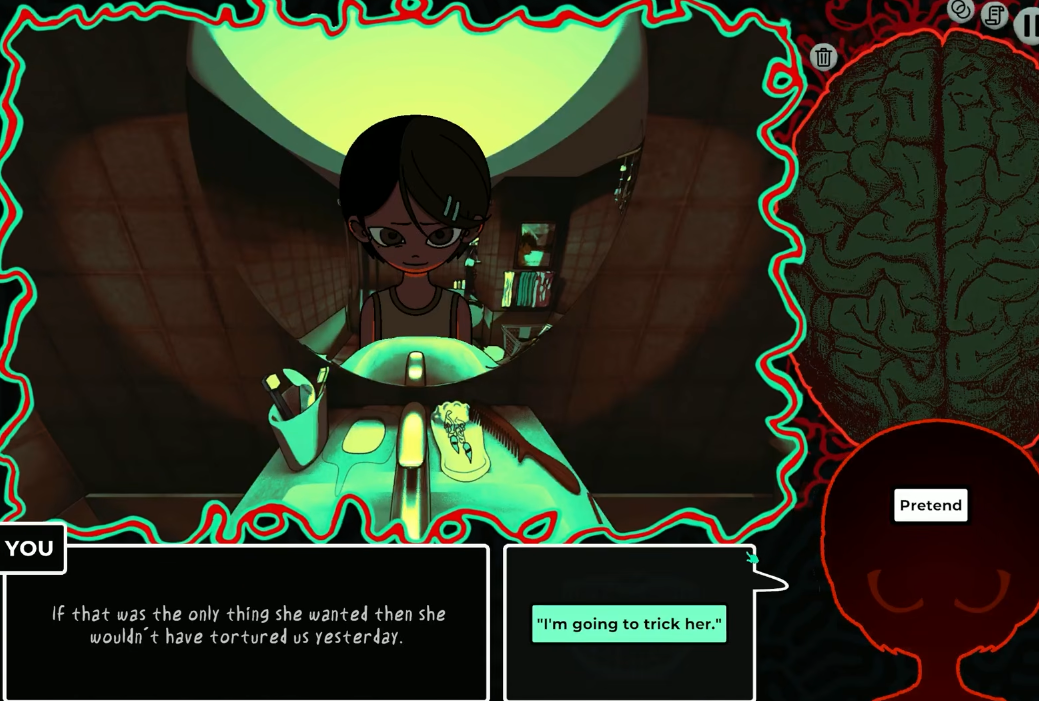 Pretend
YOU
If that was the only thing she wanted then she
wouldn't have tortured us yesterday.
"I'm going to trick her."